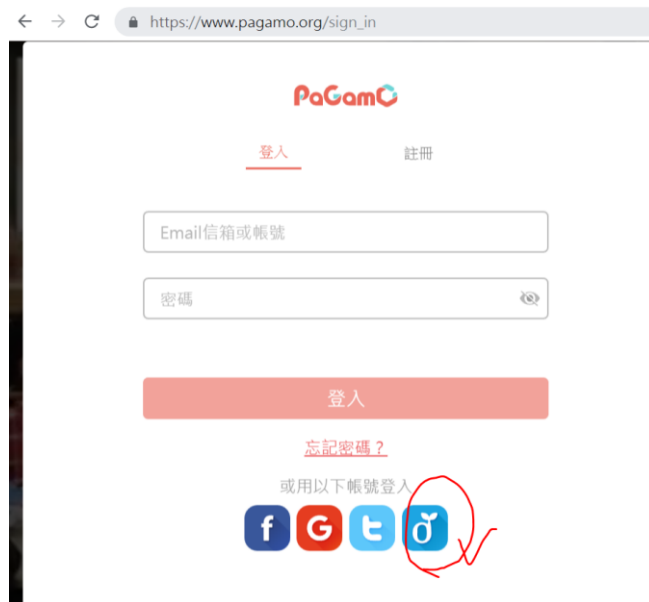 https://www.pagamo.org/sign_in
PaGamO
登入 註冊
Email信箱或帳號
密碼
登入
忘記密碼？
或用以下帳號登入
f G t